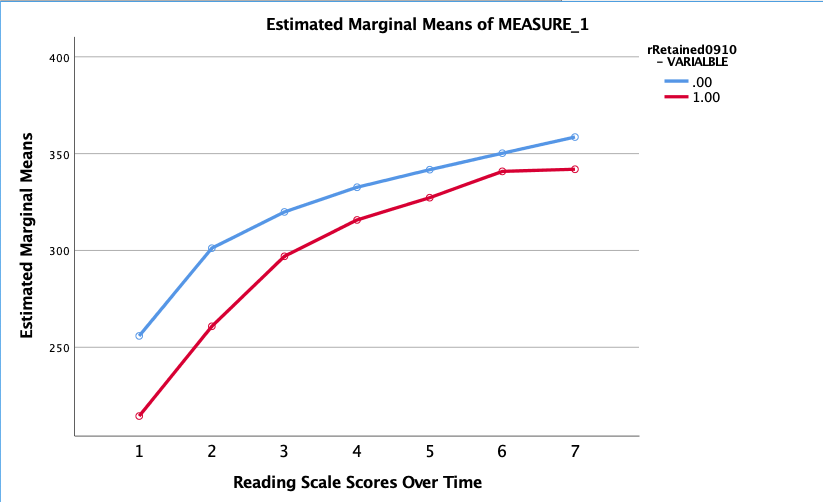 Estimated Marginal Means of MEASURE_1
rRetained0910
– VARIALBLE
.00
1.00
Estimated Marginal Means
400
350
300
250
1 2 3 4 5 6 7
Reading Scale Scores Over Time